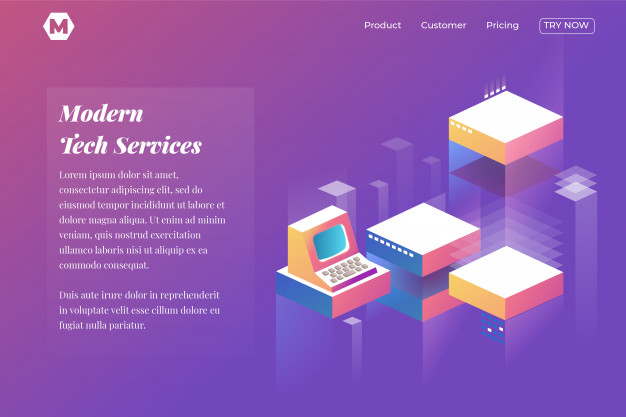 M
Product
Customer
Pricing
TRY NOW
Modern
Tech Services
Lorem ipsum dolor sit amet,
consectetur adipiscing elit, sed do
eiusmod tempor incididunt ut labore
et dolore magna aliqua. Ut enim ad minim
veniam, quis nostrud exercitation
ullamco laboris nisi ut aliquip ex ea
commodo consequat.
Duis aute irure dolor in reprehenderit
in voluptate velit esse cillum dolore eu
fugiat nulla pariatur.